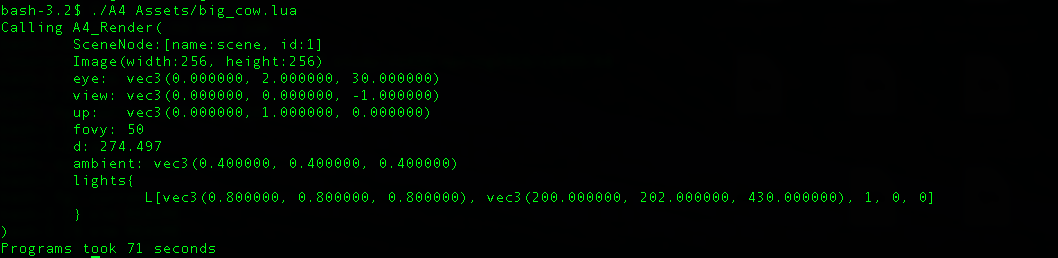 bash-3.2$ ./A4 Assets/big_cow.lua
Calling A4_Render(
SceneNode:[name:scene, id:1]
Image(width:256, height:256)
eye:  vec3(0.000000, 2.000000, 30.000000)
view: vec3(0.000000, 0.000000, -1.000000)
up:   vec3(0.000000, 1.000000, 0.000000)
fovy: 50
d: 274.497
ambient: vec3(0.400000, 0.400000, 0.400000)
lights{
L[vec3(0.800000, 0.800000, 0.800000), vec3(200.000000, 202.000000, 430.000000), 1, 0, 0]
}
)
Programs took 71 seconds